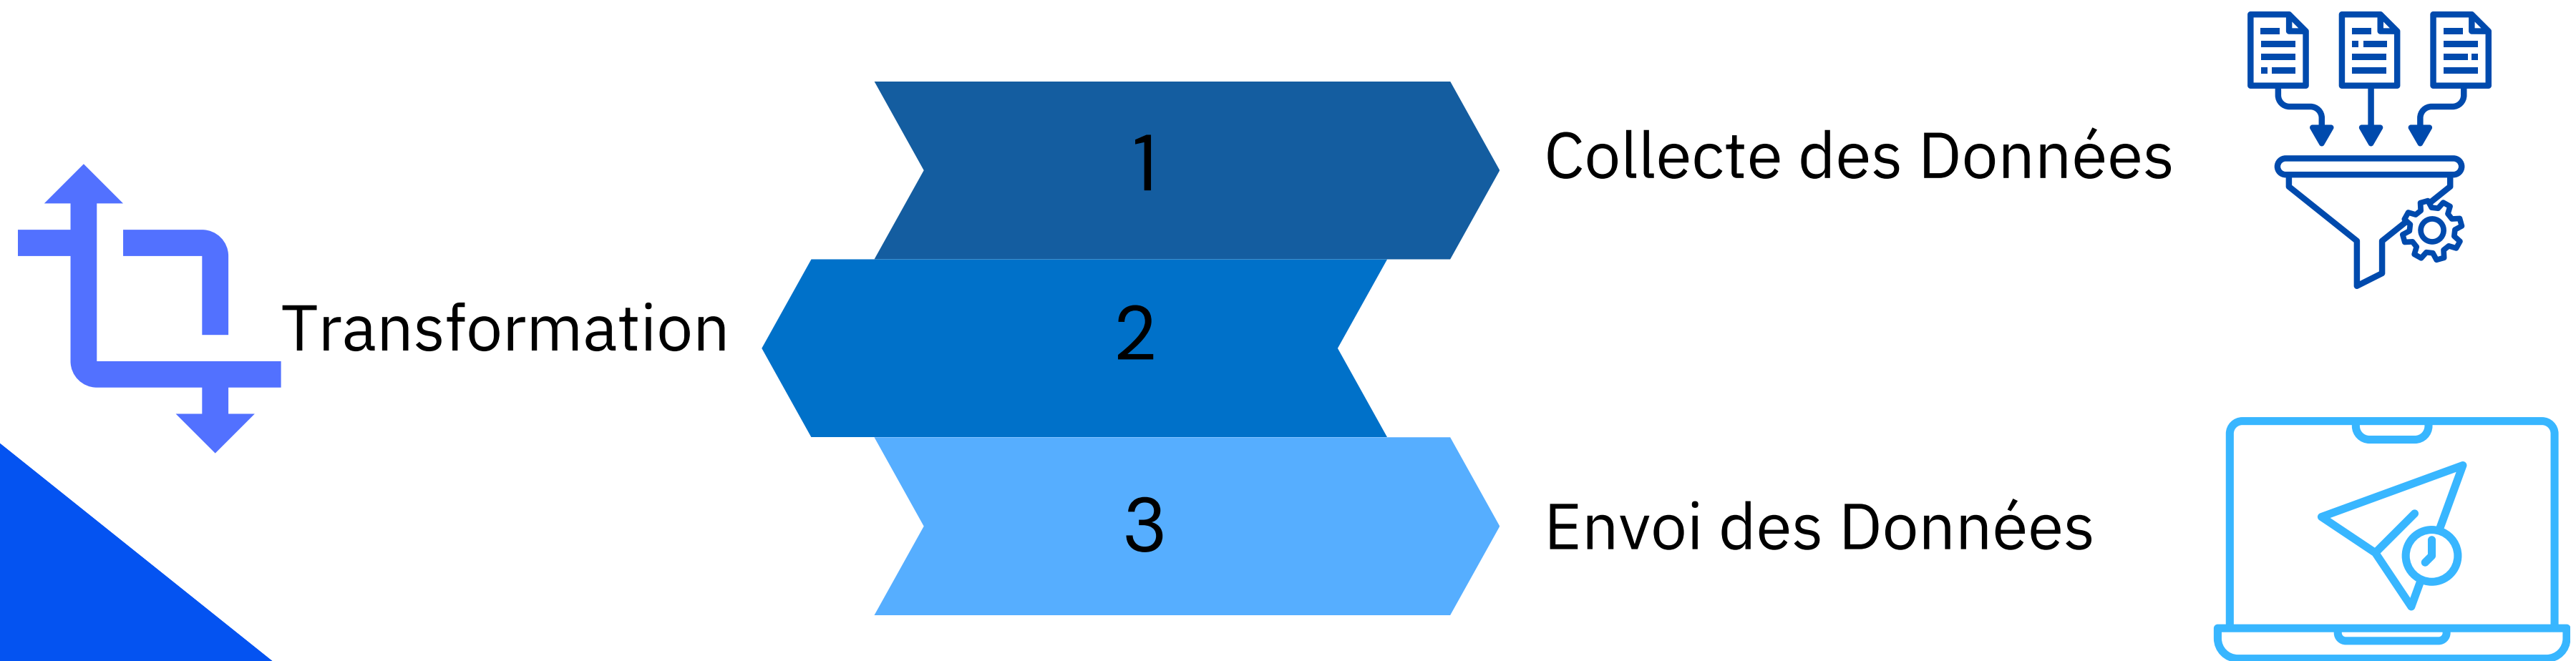 1
Collecte des Données
Transformation
2
3
Envoi des Données